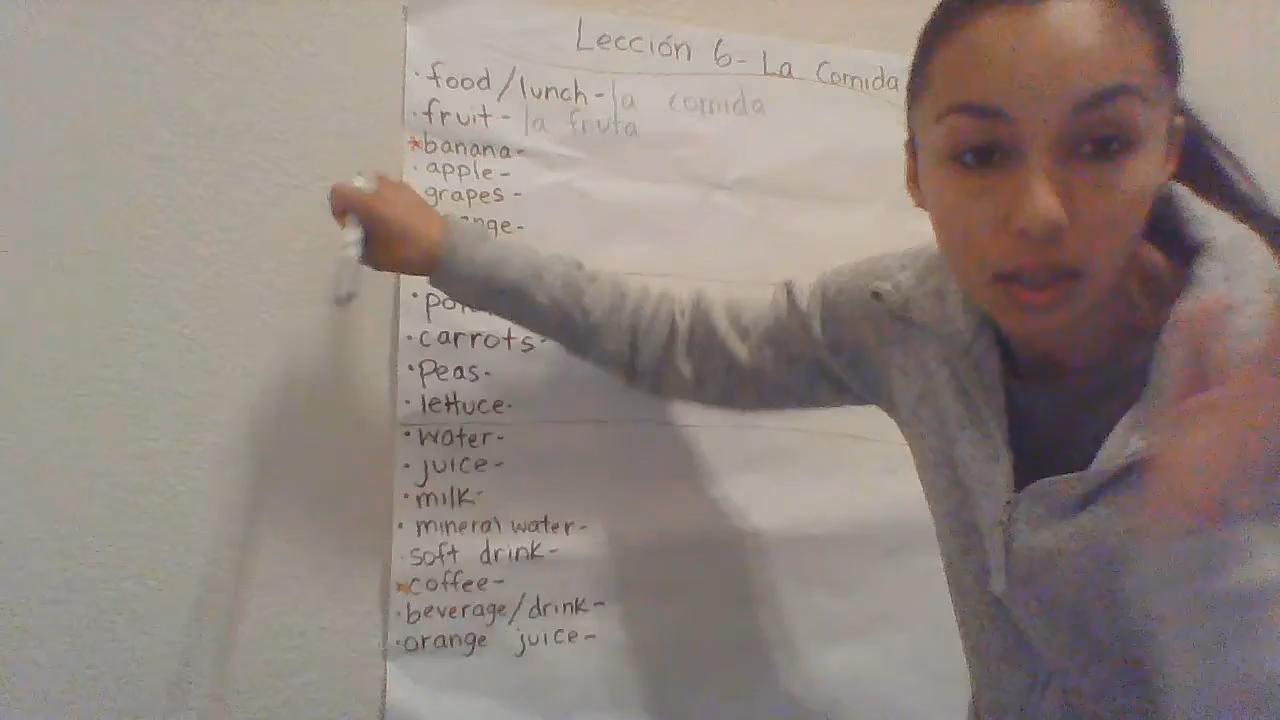 Lección 6- La Comida
· food/lunch- la comida
· fruit- la fruta
*banana-
· apple-
grapes-
· carrots-
· Peas-
· lettuce-
· water-
· juice-
· milk-
· mineral water-
· soft drink-
*coffee-
· beverage/drink-
· orange juice-